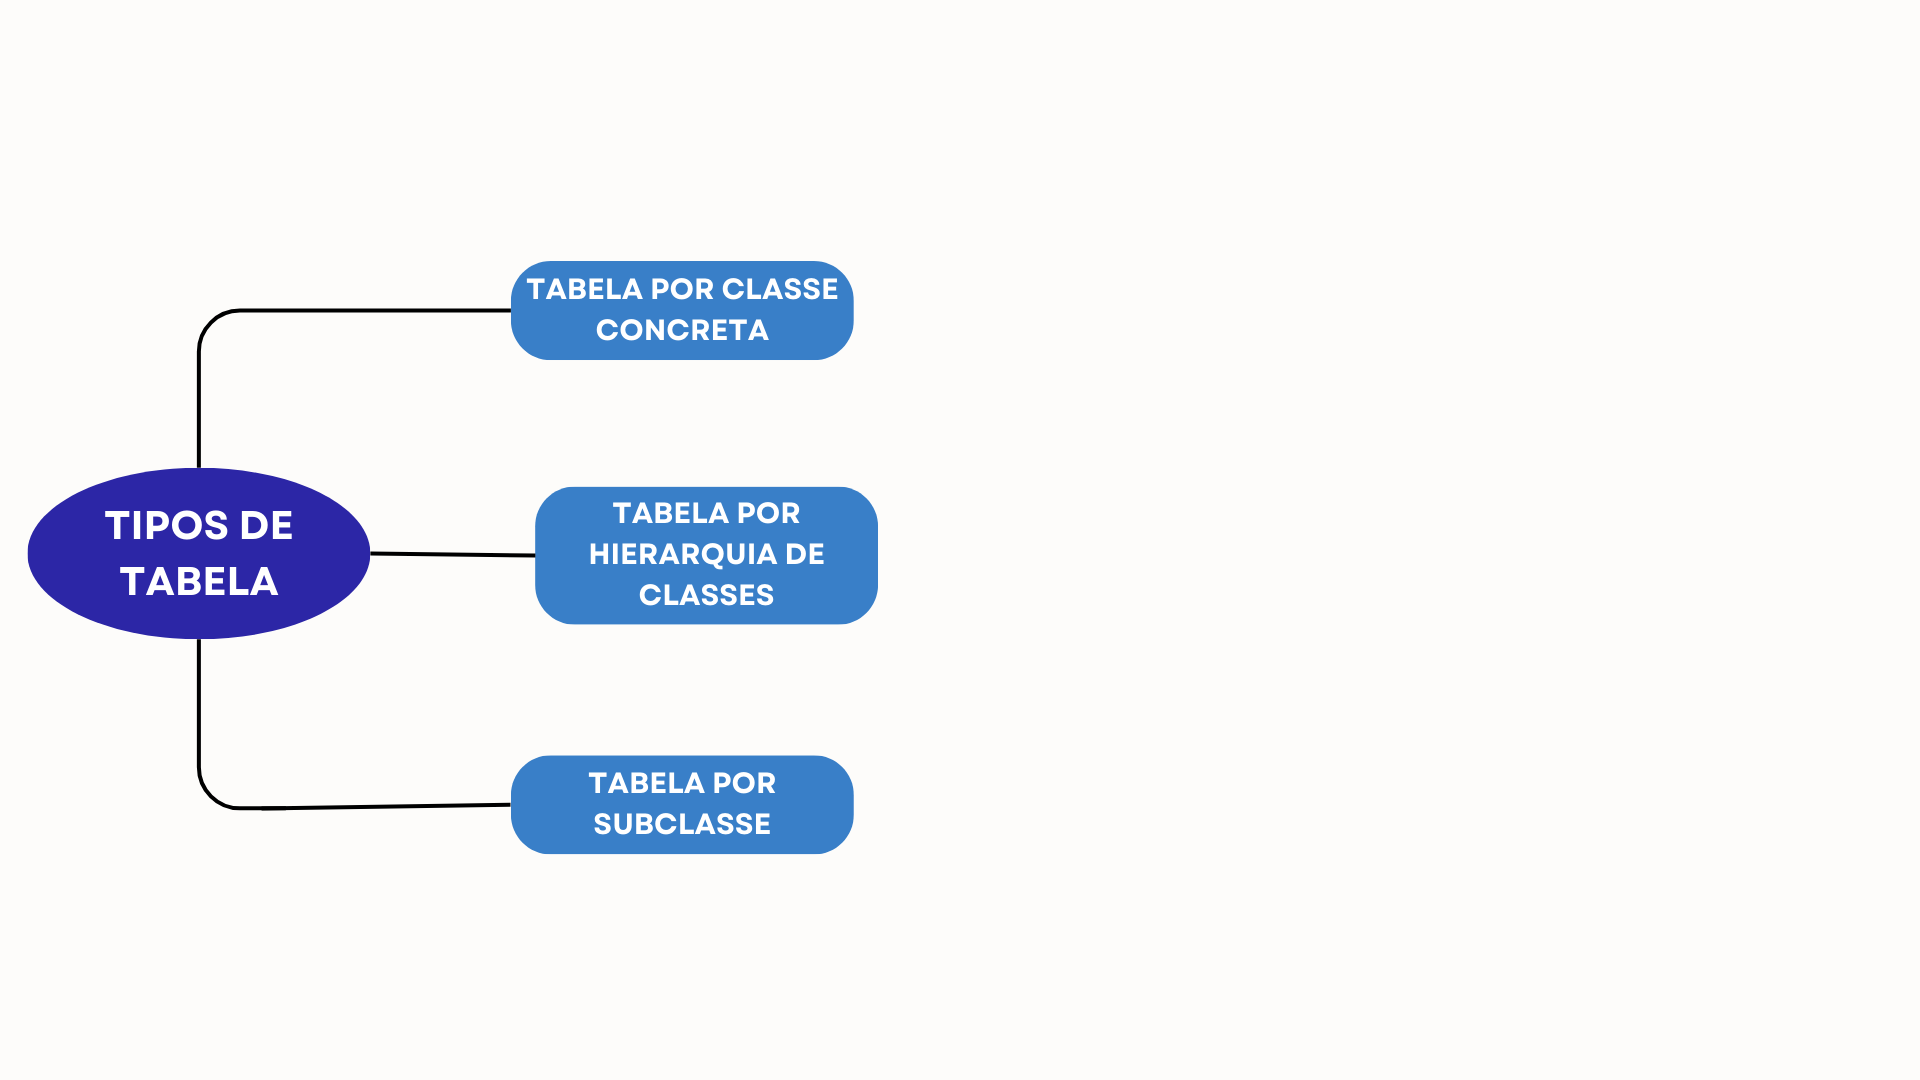 TABELA POR CLASSE
CONCRETA
TIPOS DE
TABELA
TABELA POR
HIERARQUIA DE
CLASSES
TABELA POR
SUBCLASSE